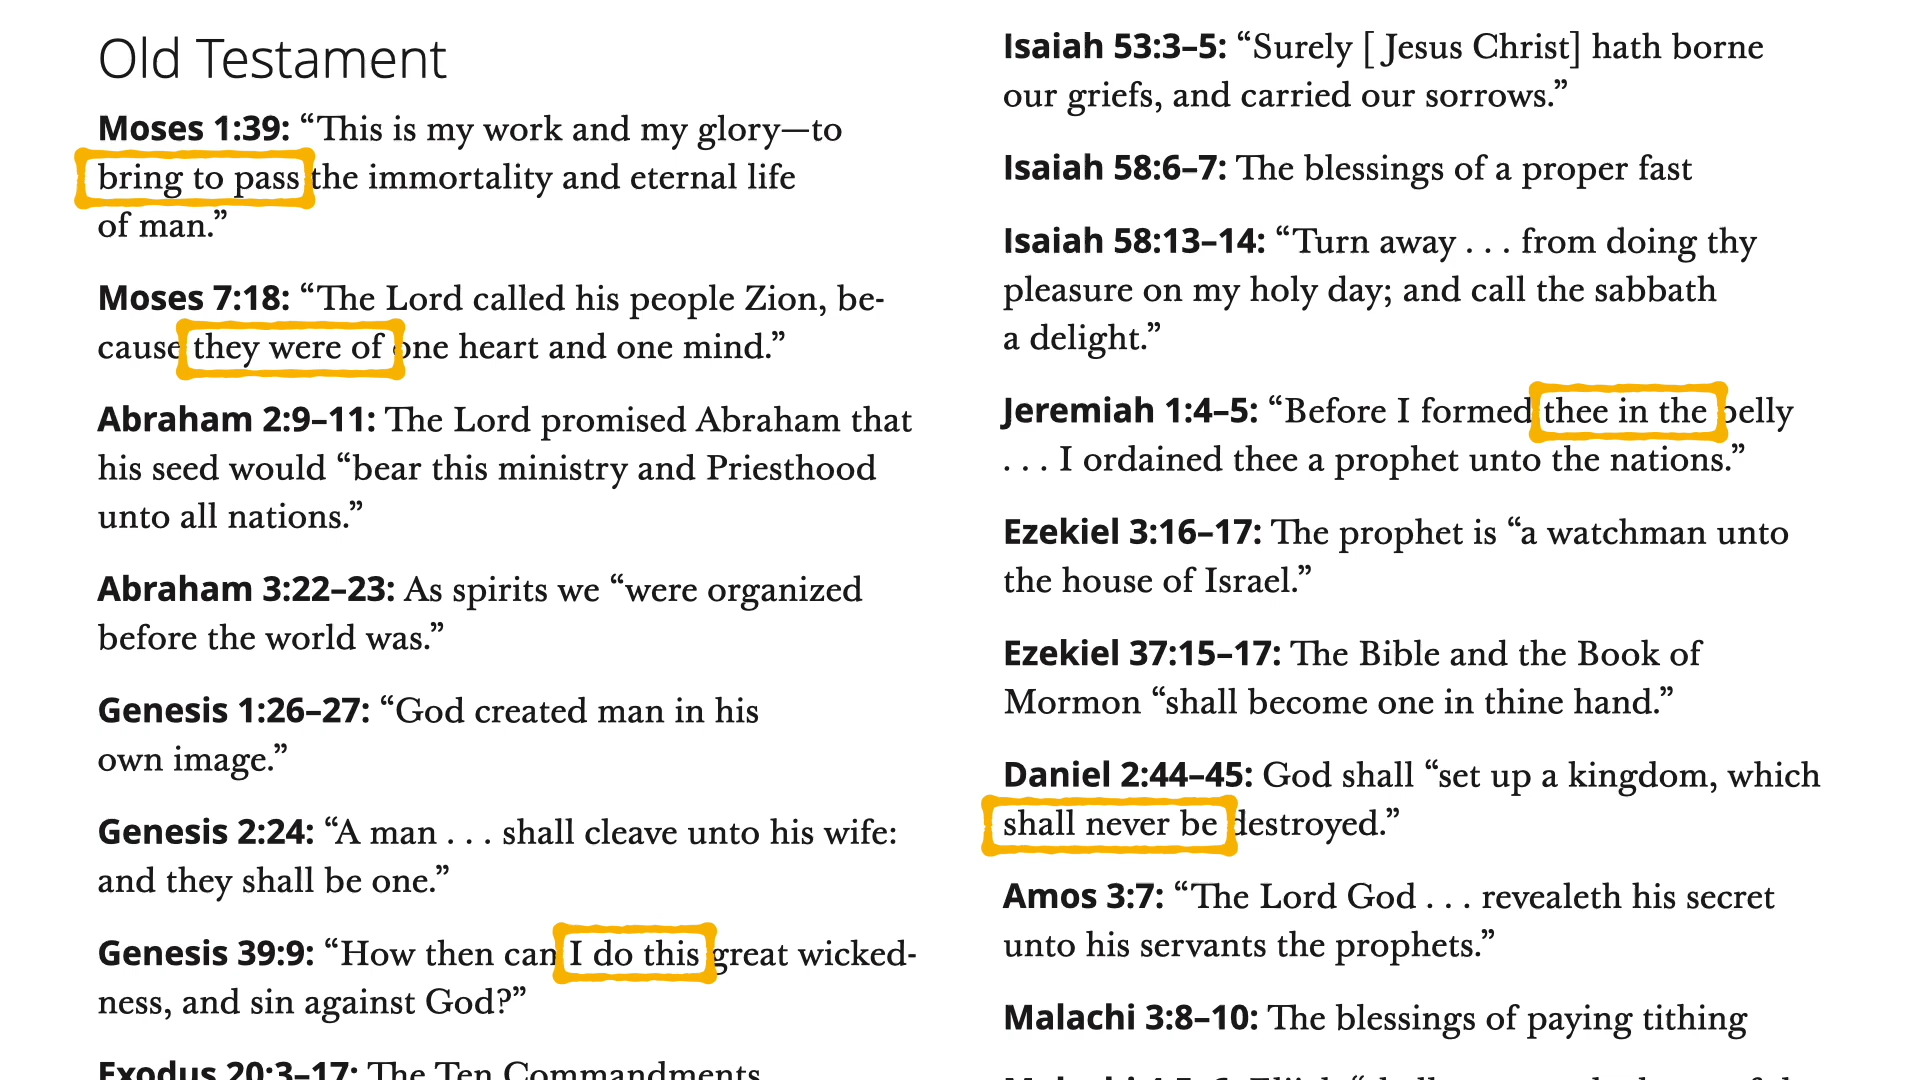 Old Testament
Moses 1:39: “This is my work and my glory—to
bring to pass the immortality and eternal life
of man.”
Moses 7:18: “The Lord called his people Zion, be-
cause they were of one heart and one mind.”
Abraham 2:9–11: The Lord promised Abraham that
his seed would “bear this ministry and Priesthood
unto all nations.”
Abraham 3:22–23: As spirits we “were organized
before the world was.”
Genesis 1:26–27: “God created man in his
own image.”
Genesis 2:24: “A man . . . shall cleave unto his wife:
and they shall be one.”
Genesis 39:9: “How then can I do this great wicked-
ness, and sin against God?”
Exodus 20:3–17: The Ten Commandments
Isaiah 53:3–5: “Surely [ Jesus Christ] hath borne
our griefs, and carried our sorrows.”
Isaiah 58:6–7: The blessings of a proper fast
Isaiah 58:13–14: “Turn away . . . from doing thy
pleasure on my holy day; and call the sabbath
a delight.”
Jeremiah 1:4–5: “Before I formed thee in the belly
. . . I ordained thee a prophet unto the nations.”
Ezekiel 3:16–17: The prophet is “a watchman unto
the house of Israel.”
Ezekiel 37:15–17: The Bible and the Book of
Mormon “shall become one in thine hand.”
Daniel 2:44–45: God shall “set up a kingdom, which
shall never be destroyed.”
Amos 3:7: “The Lord God . . . revealeth his secret
unto his servants the prophets.”
Malachi 3:8–10: The blessings of paying tithing